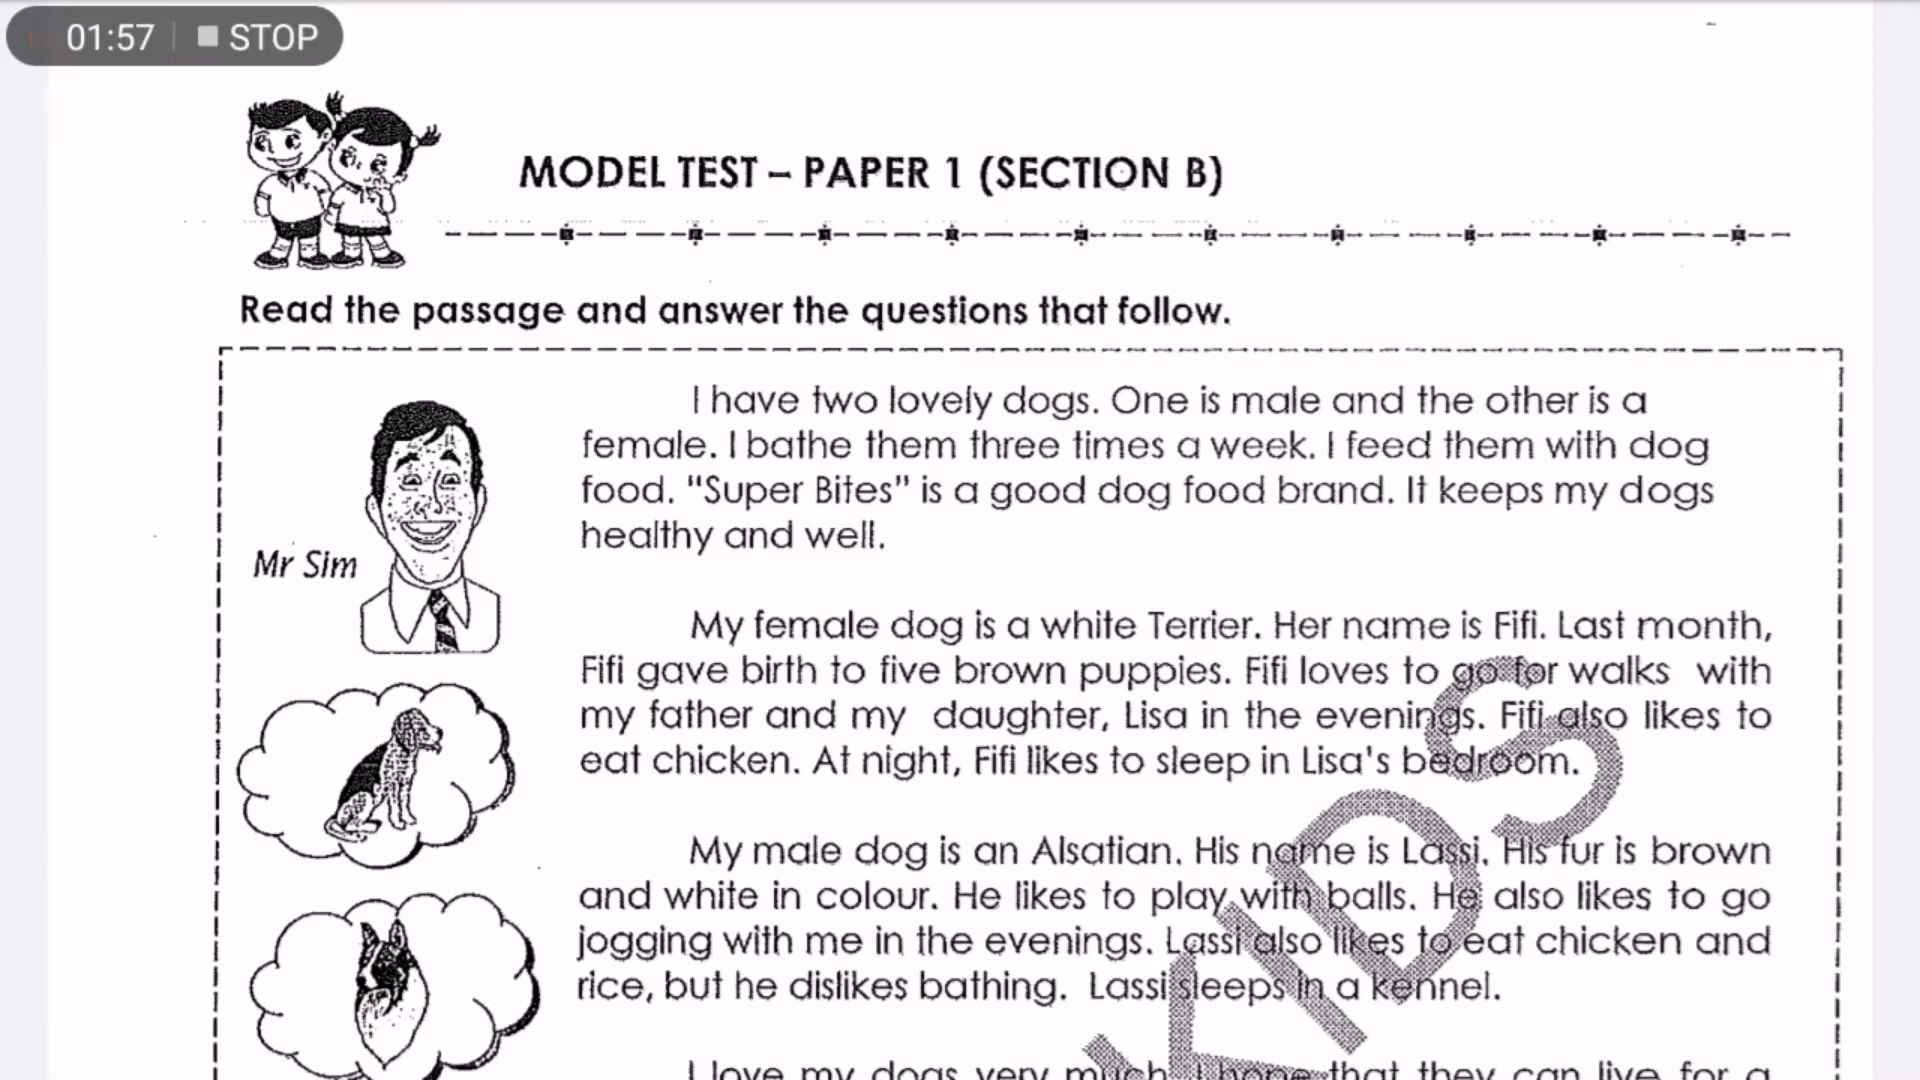 01:57 STOP
MODEL TEST – PAPER 1 (SECTION B)
Read the passage and answer the questions that follow.
I have two lovely dogs. One is male and the other is a
female. I bathe them three times a week. I feed them with dog
food. "Super Bites" is a good dog food brand. It keeps my dogs
healthy and well.
Mr Sim
My female dog is a white Terrier. Her name is Fifi. Last month,
Fifi gave birth to five brown puppies. Fifi loves to go for walks with
my father and my daughter, Lisa in the evenings. Fifi also likes to
eat chicken. At night, Fifi likes to sleep in Lisa's bedroom.
My male dog is an Alsatian. His name is Lassi. His fur is brown
and white in colour. He likes to play with balls. He also likes to go
jogging with me in the evenings. Lassi also likes to eat chicken and
rice, but he dislikes bathing. Lassi sleeps in a kennel.
I love my dogs very much. I hope that they can live for a
KIDS